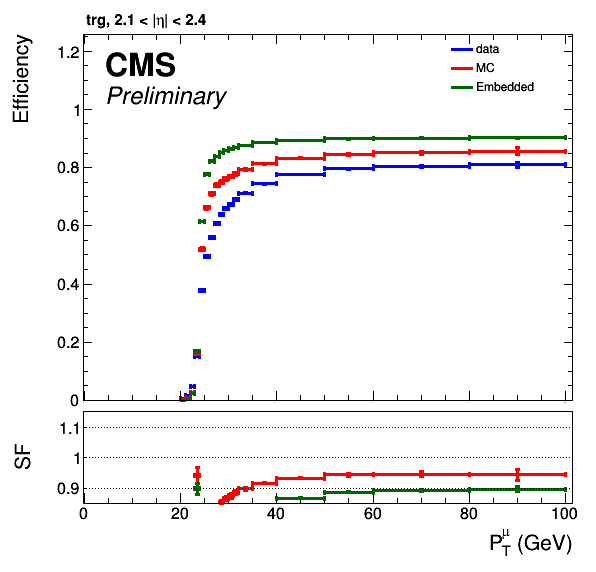 trg, 2.1 < |η| < 2.4
Efficiency
1.2
1
0.8
0.6
0.4
0.2
0
CMS
Preliminary
data
MC
Embedded
SF
1.1
1
0.9
0 20 40 60 80 100
P_T^μ (GeV)